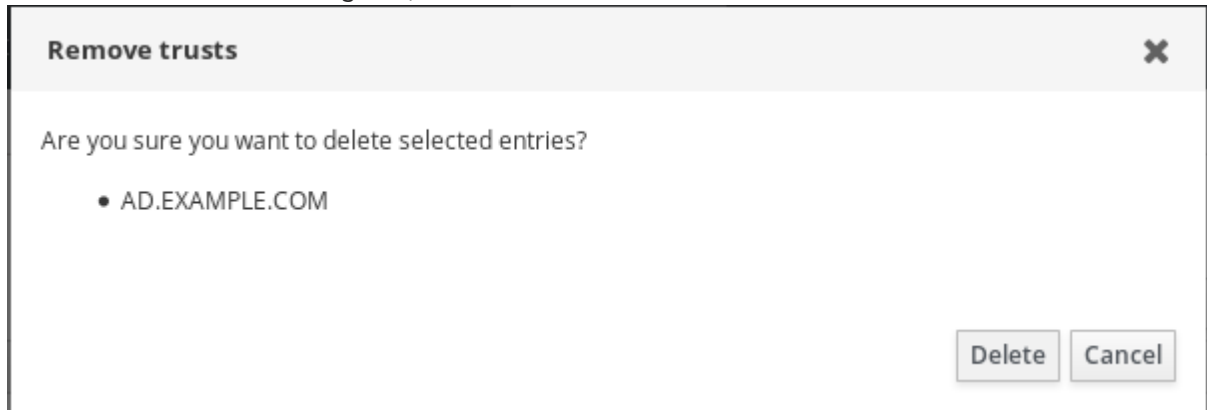 Remove trusts
Are you sure you want to delete selected entries?
• AD.EXAMPLE.COM
Delete Cancel